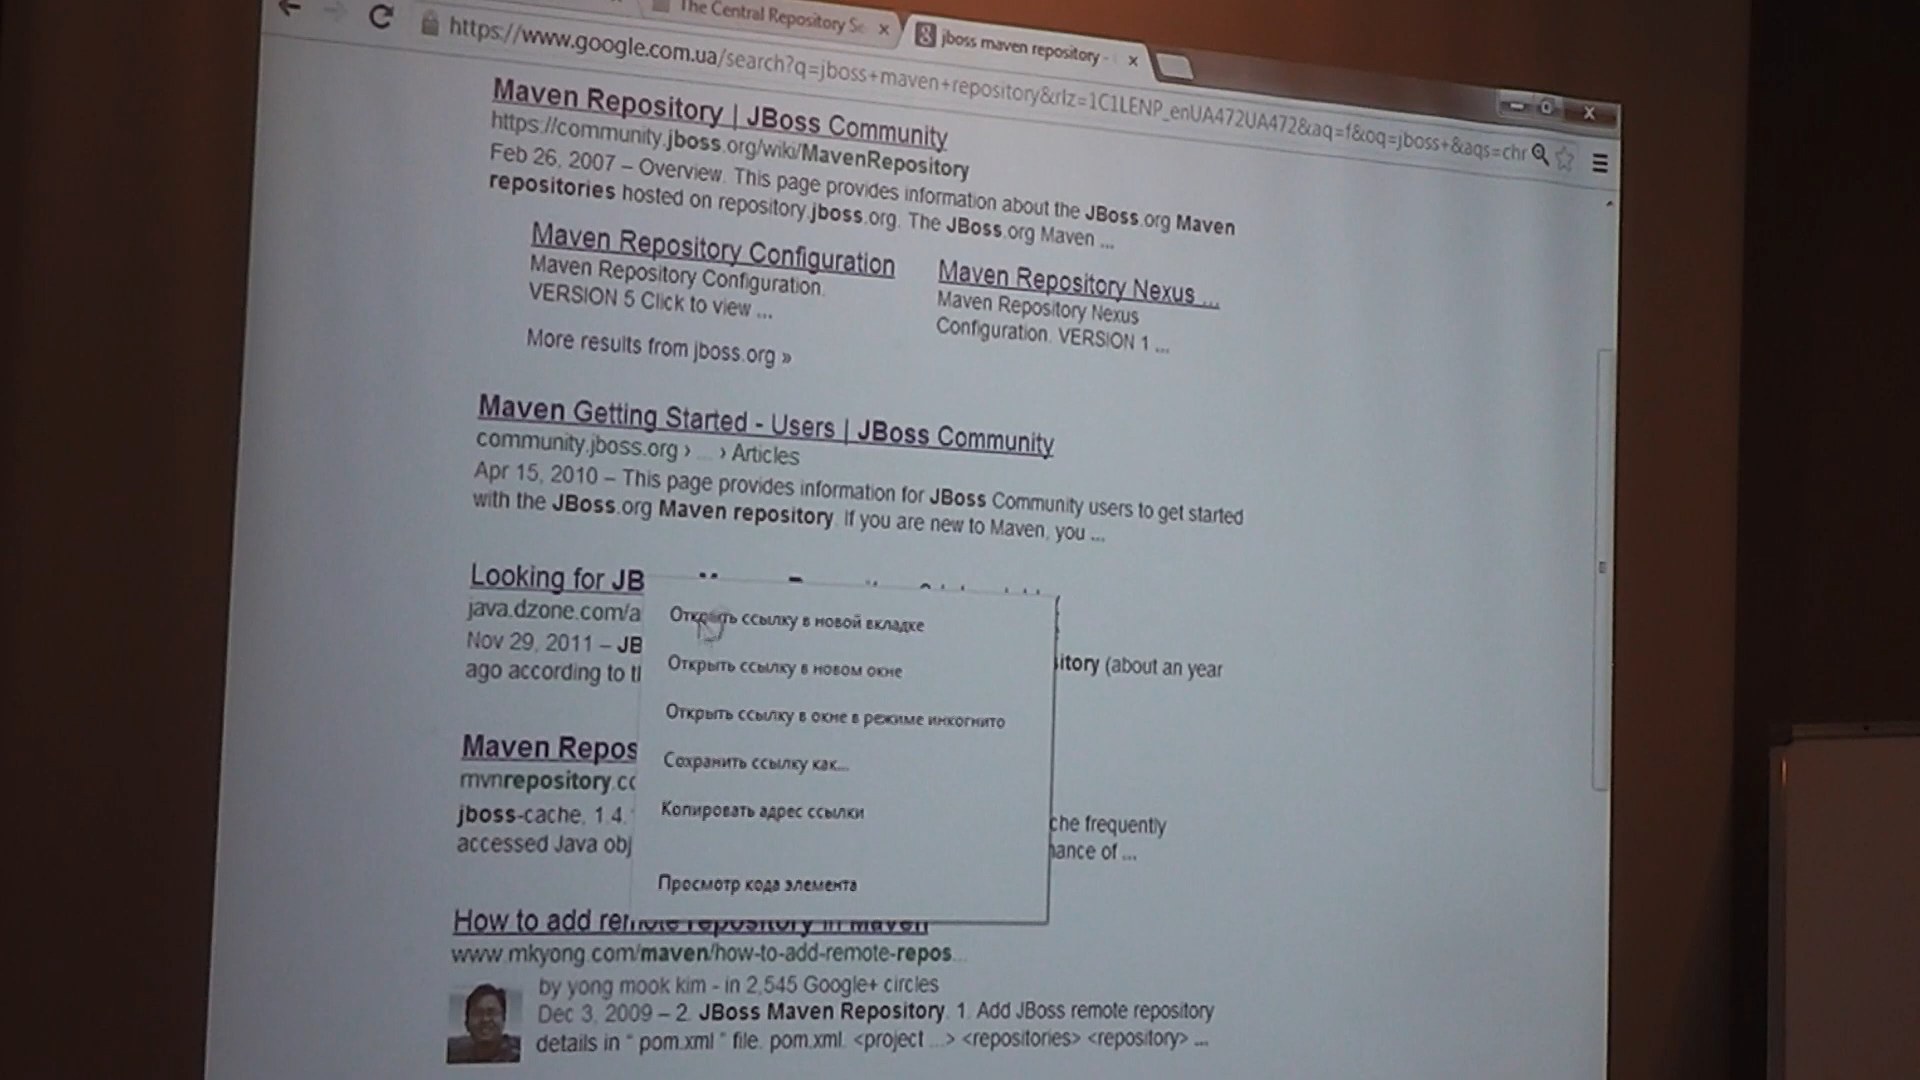 The Central Repository Se
jboss maven repository -
https://www.google.com.ua/search?q=jboss+maven+repository&rlz=1C1LENP_enUA472UA472&aq=f&oq=jboss+&aqs=chr
Maven Repository | JBoss Community
https://community.jboss.org/wiki/MavenRepository
Feb 26, 2007 – Overview. This page provides information about the JBoss.org Maven
repositories hosted on repository.jboss.org. The JBoss.org Maven ...
Maven Repository Configuration
Maven Repository Configuration.
VERSION 5 Click to view ...
Maven Repository Nexus ...
Maven Repository Nexus
Configuration. VERSION 1 ...
More results from jboss.org »
Maven Getting Started - Users | JBoss Community
community.jboss.org › ... › Articles
Apr 15, 2010 – This page provides information for JBoss Community users to get started
with the JBoss.org Maven repository. If you are new to Maven, you ...
Looking for JB
java.dzone.com/a
Nov 29, 2011 – JB
itory (about an year
ago according to
Открыть ссылку в новой вкладке
Открыть ссылку в новом окне
Открыть ссылку в окне в режиме инкогнито
Сохранить ссылку как...
Копировать адрес ссылки
Просмотр кода элемента
Maven Repos
mvnrepository.co
jboss-cache, 1.4.
che frequently
accessed Java obj
ance of ...
How to add remote repository in Maven
www.mkyong.com/maven/how-to-add-remote-repos...
by yong mook kim - in 2,545 Google+ circles
Dec 3, 2009 – 2. JBoss Maven Repository. 1. Add JBoss remote repository
details in " pom.xml " file. pom.xml. <project ...> <repositories> <repository> ...